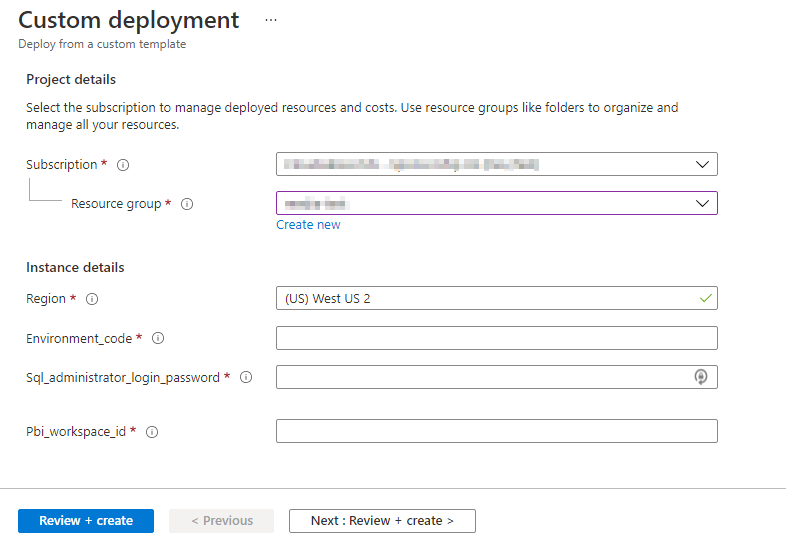 Custom deployment ...
Deploy from a custom template
Project details
Select the subscription to manage deployed resources and costs. Use resource groups like folders to organize and
manage all your resources.
Subscription *
Resource group *
Create new
Instance details
Region * (US) West US 2
Environment_code *
Sql_administrator_login_password *
Pbi_workspace_id *
Review + create < Previous Next : Review + create >